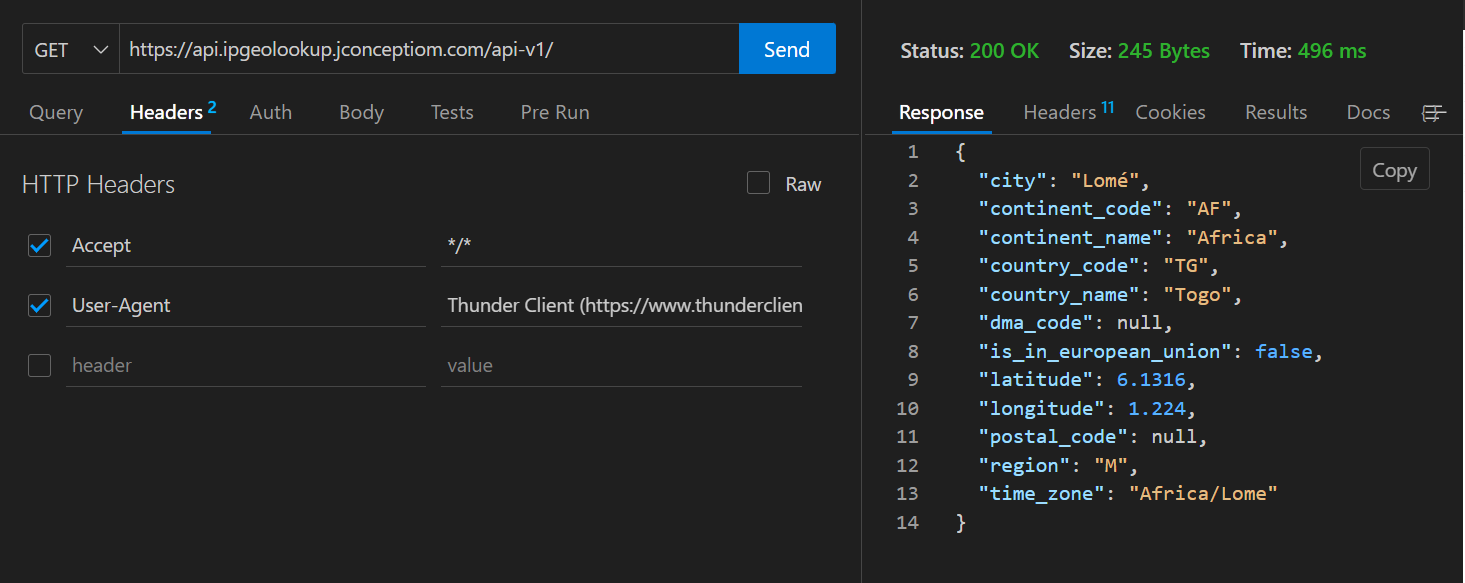 GET https://api.ipgeolookup.jconceptiom.com/api-v1/ Send
Query Headers 2 Auth Body Tests Pre Run
HTTP Headers Raw
Accept */*
User-Agent Thunder Client (https://www.thunderclien
header value
Status: 200 OK Size: 245 Bytes Time: 496 ms
Response Headers 11 Cookies Results Docs
Copy
1 {
2 "city": "Lomé",
3 "continent_code": "AF",
4 "continent_name": "Africa",
5 "country_code": "TG",
6 "country_name": "Togo",
7 "dma_code": null,
8 "is_in_european_union": false,
9 "latitude": 6.1316,
10 "longitude": 1.224,
11 "postal_code": null,
12 "region": "M",
13 "time_zone": "Africa/Lome"
14 }